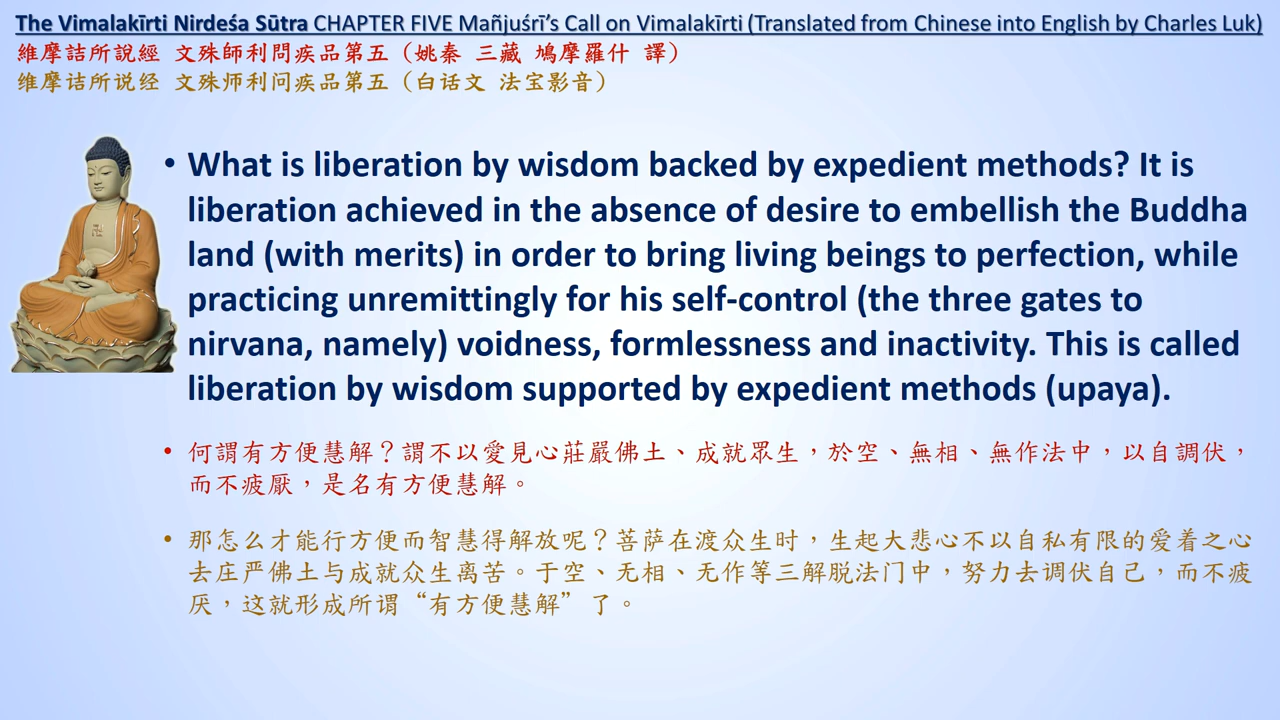 The Vimalakīrti Nirdeśa Sūtra CHAPTER FIVE Mañjuśrī’s Call on Vimalakīrti (Translated from Chinese into English by Charles Luk)
維摩詰所說經 文殊師利問疾品第五（姚秦 三藏 鳩摩羅什 譯）
维摩诘所说经 文殊师利问疾品第五（白话文 法宝影音）
• What is liberation by wisdom backed by expedient methods? It is
liberation achieved in the absence of desire to embellish the Buddha
land (with merits) in order to bring living beings to perfection, while
practicing unremittingly for his self-control (the three gates to
nirvana, namely) voidness, formlessness and inactivity. This is called
liberation by wisdom supported by expedient methods (upaya).
• 何謂有方便慧解？謂不以愛見心莊嚴佛土、成就眾生，於空、無相、無作法中，以自調伏，
而不疲厭，是名有方便慧解。
• 那怎么才能行方便而智慧得解放呢？菩萨在渡众生时，生起大悲心不以自私有限的爱着之心
去庄严佛土与成就众生离苦。于空、无相、无作等三解脱法门中，努力去调伏自己，而不疲
厌，这就形成所谓“有方便慧解”了。